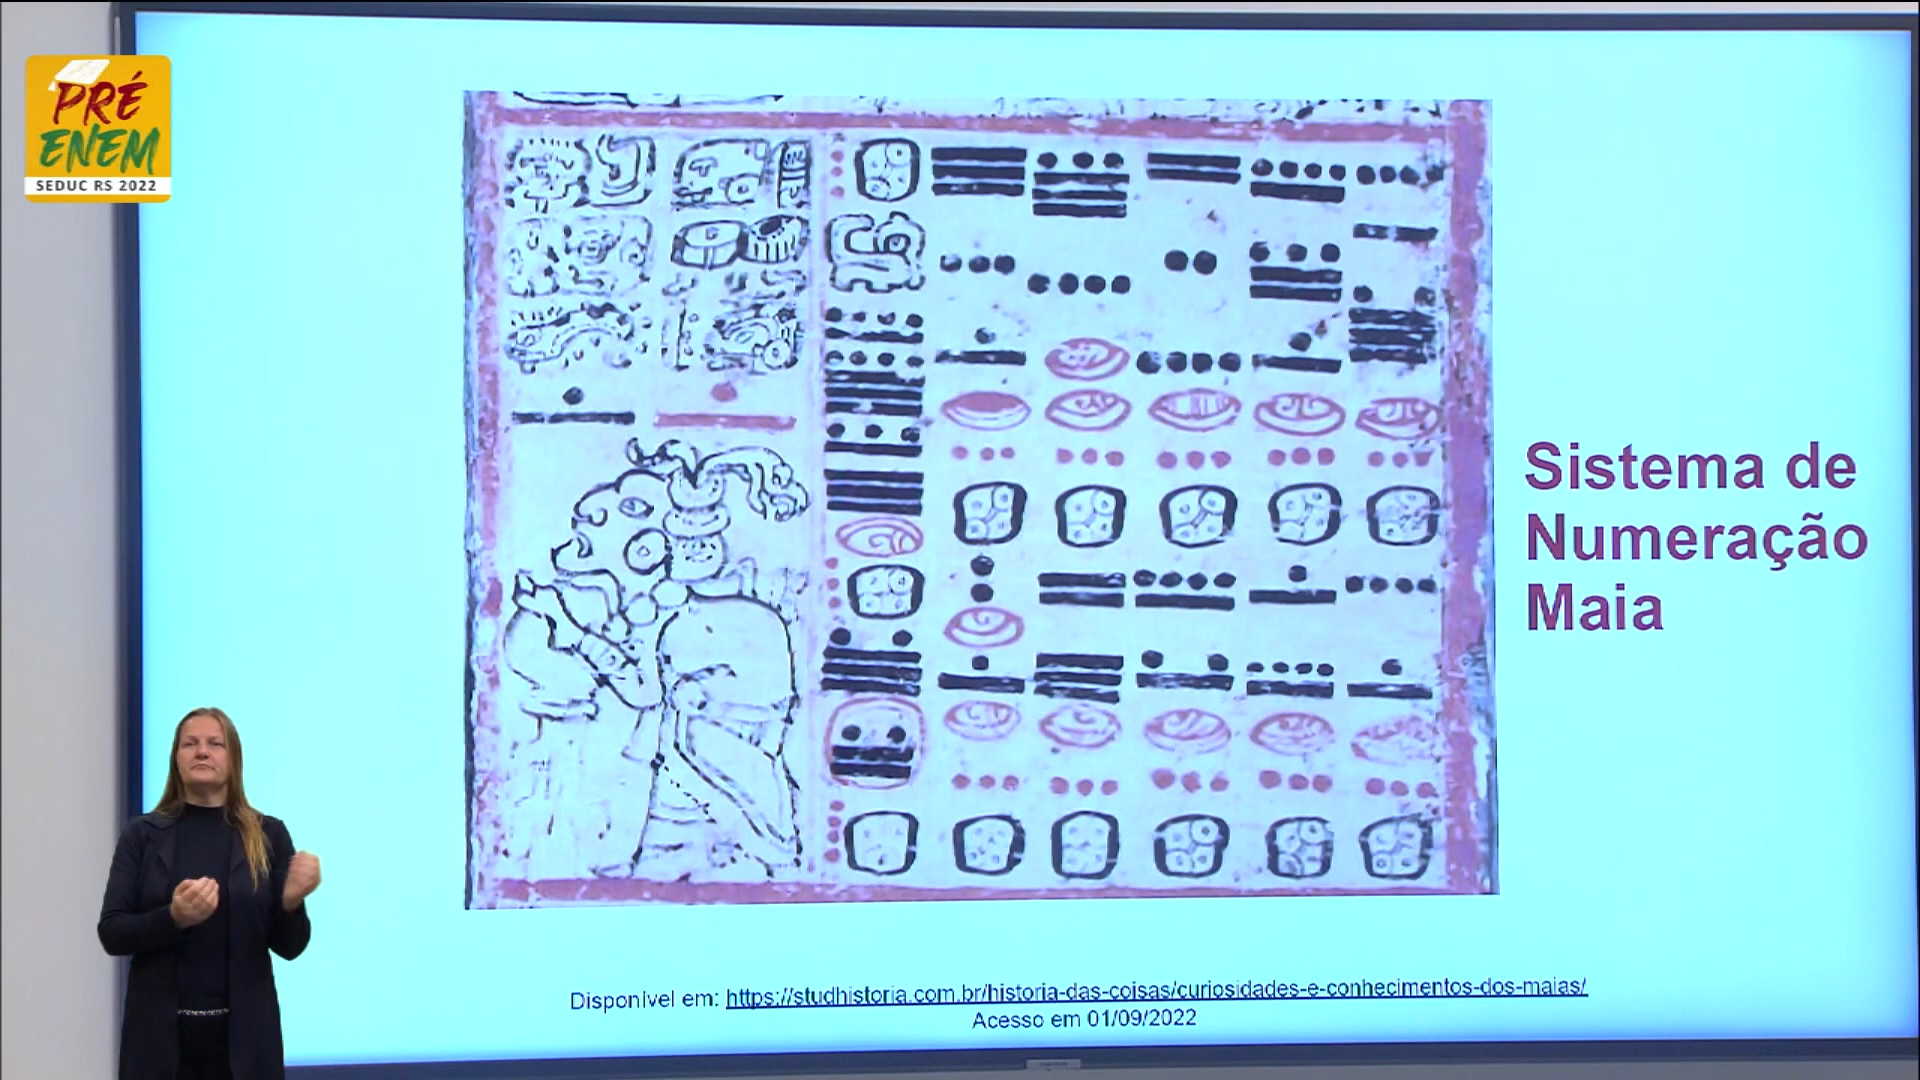 PRÉ
ENEM
SEDUC RS 2022
Sistema de
Numeração
Maia
Disponível em: https://studhistoria.com.br/historia-das-coisas/curiosidades-e-conhecimentos-dos-maias/
Acesso em 01/09/2022